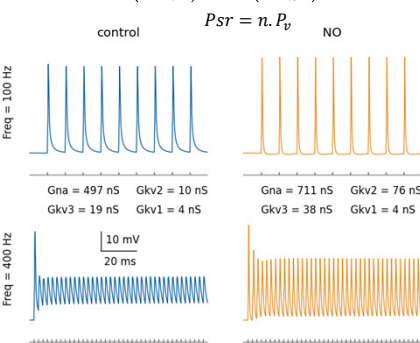 Psr = n. Pv
control
NO
Freq = 100 Hz
Gna = 497 nS Gkv2 = 10 nS
Gkv3 = 19 nS Gkv1 = 4 nS
Gna = 711 nS Gkv2 = 76 nS
Gkv3 = 38 nS Gkv1 = 4 nS
Freq = 400 Hz
10 mV
20 ms